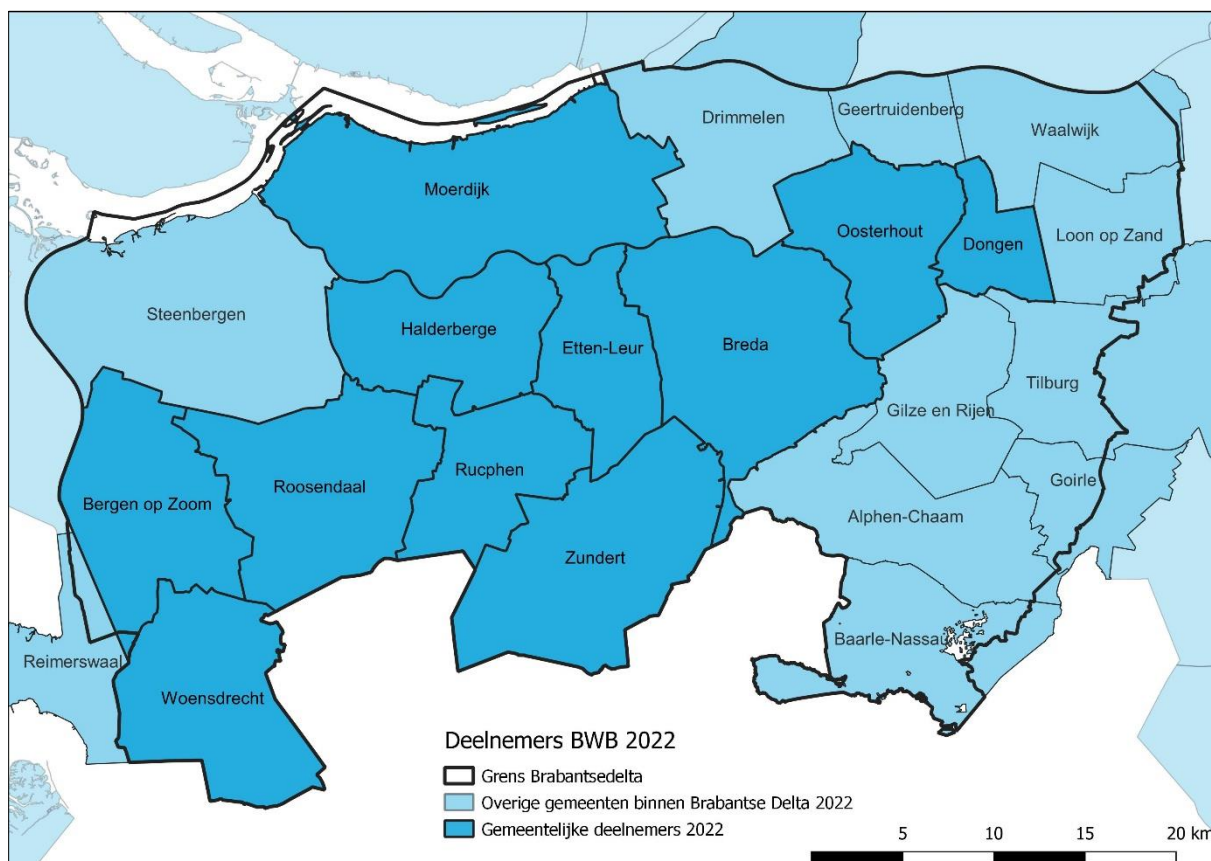 Drimmelen
Geertruidenberg
Waalwijk
Moerdijk
Oosterhout
Dongen
Loon op Zand
Steenbergen
Halderberge
Etten-Leur
Breda
Tilburg
Gilze en Rijen
Rucphen
Roosendaal
Bergen op Zoom
Goirle
Alphen-Chaam
Zundert
Baarle-Nassau
Reimerswaal
Woensdrecht
Deelnemers BWB 2022
Grens Brabantsedelta
Overige gemeenten binnen Brabantse Delta 2022
Gemeentelijke deelnemers 2022
5 10 15 20 km